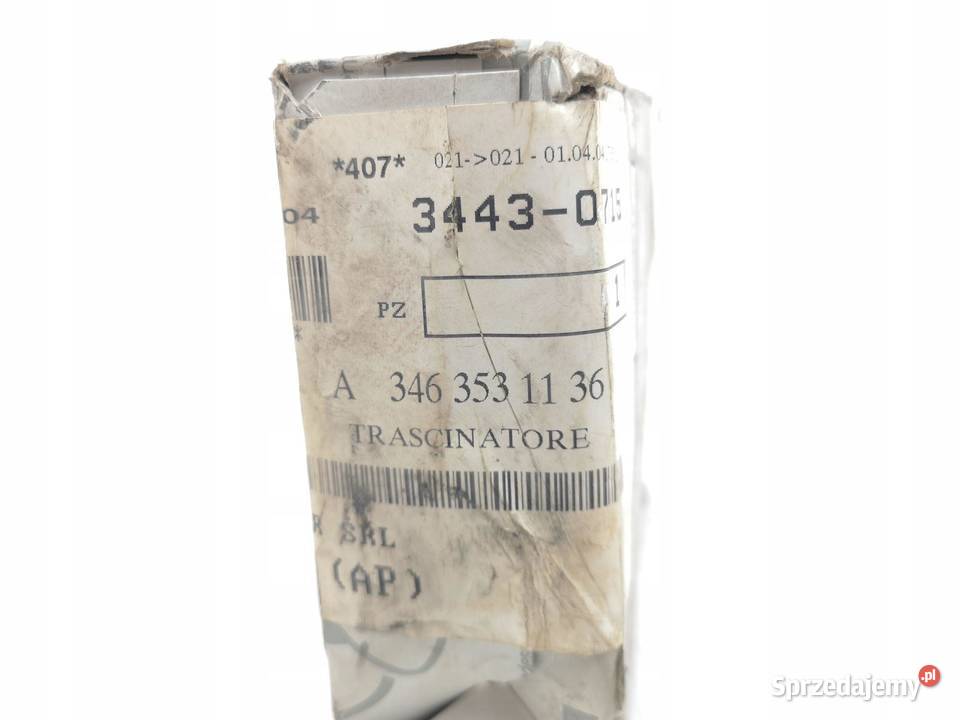 *407* 021->021 - 01.04.04
04 3443-0715
PZ 1
*
A 346 353 11 36
TRASCINATORE
SRL
(AP)
Sprzedajemy.pl